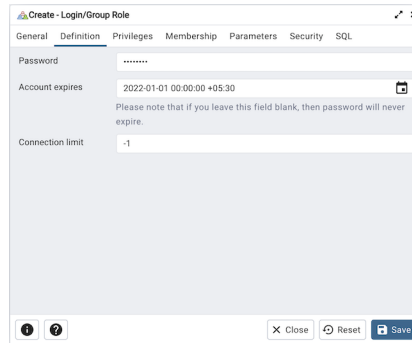 Create - Login/Group Role
General Definition Privileges Membership Parameters Security SQL
Password ........
Account expires 2022-01-01 00:00:00 +05:30
Please note that if you leave this field blank, then password will never
expire.
Connection limit -1
Close Reset Save